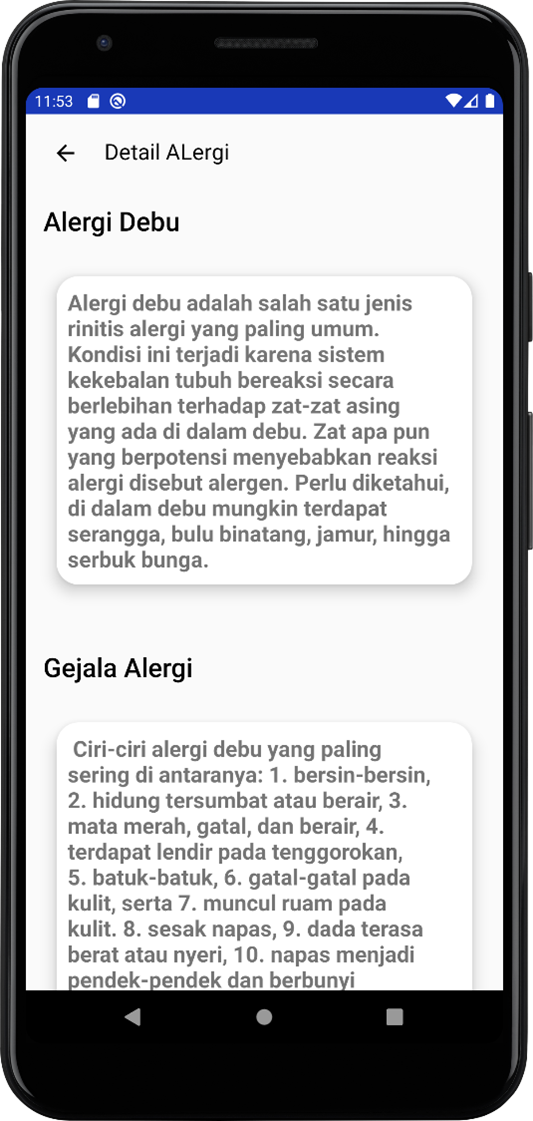 11:53
Detail ALergi
Alergi Debu
Alergi debu adalah salah satu jenis
rinitis alergi yang paling umum.
Kondisi ini terjadi karena sistem
kekebalan tubuh bereaksi secara
berlebihan terhadap zat-zat asing
yang ada di dalam debu. Zat apa pun
yang berpotensi menyebabkan reaksi
alergi disebut alergen. Perlu diketahui,
di dalam debu mungkin terdapat
serangga, bulu binatang, jamur, hingga
serbuk bunga.
Gejala Alergi
Ciri-ciri alergi debu yang paling
sering di antaranya: 1. bersin-bersin,
2. hidung tersumbat atau berair, 3.
mata merah, gatal, dan berair, 4.
terdapat lendir pada tenggorokan,
5. batuk-batuk, 6. gatal-gatal pada
kulit, serta 7. muncul ruam pada
kulit. 8. sesak napas, 9. dada terasa
berat atau nyeri, 10. napas menjadi
pendek-pendek dan berbunyi